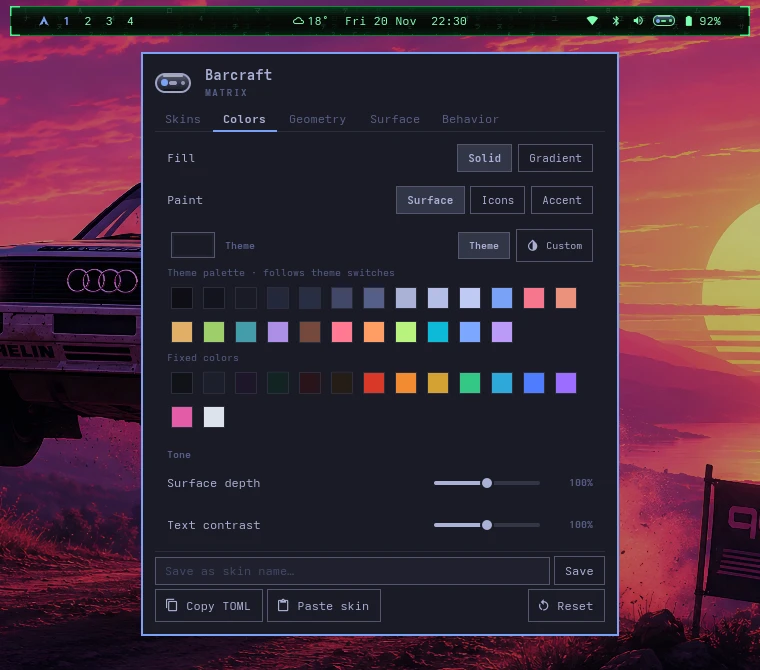 1 2 3 4 18° Fri 20 Nov 22:30 92%
Barcraft
MATRIX
Skins Colors Geometry Surface Behavior
Fill Solid Gradient
Paint Surface Icons Accent
Theme Theme Custom
Theme palette · follows theme switches
Fixed colors
Tone
Surface depth 100%
Text contrast 100%
Save as skin name… Save
Copy TOML Paste skin Reset
HELIN